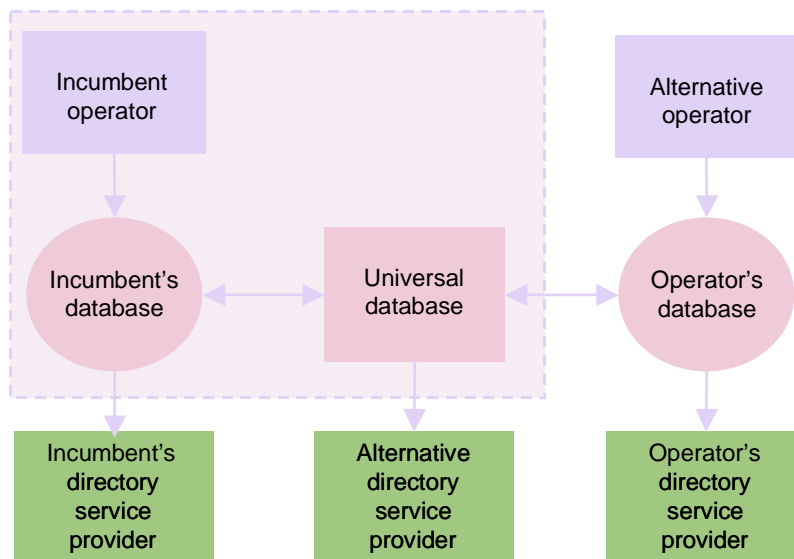 Incumbent
operator
Alternative
operator
Incumbent’s
database
Universal
database
Operator’s
database
Incumbent’s
directory
service
provider
Alternative
directory
service
provider
Operator’s
directory
service
provider